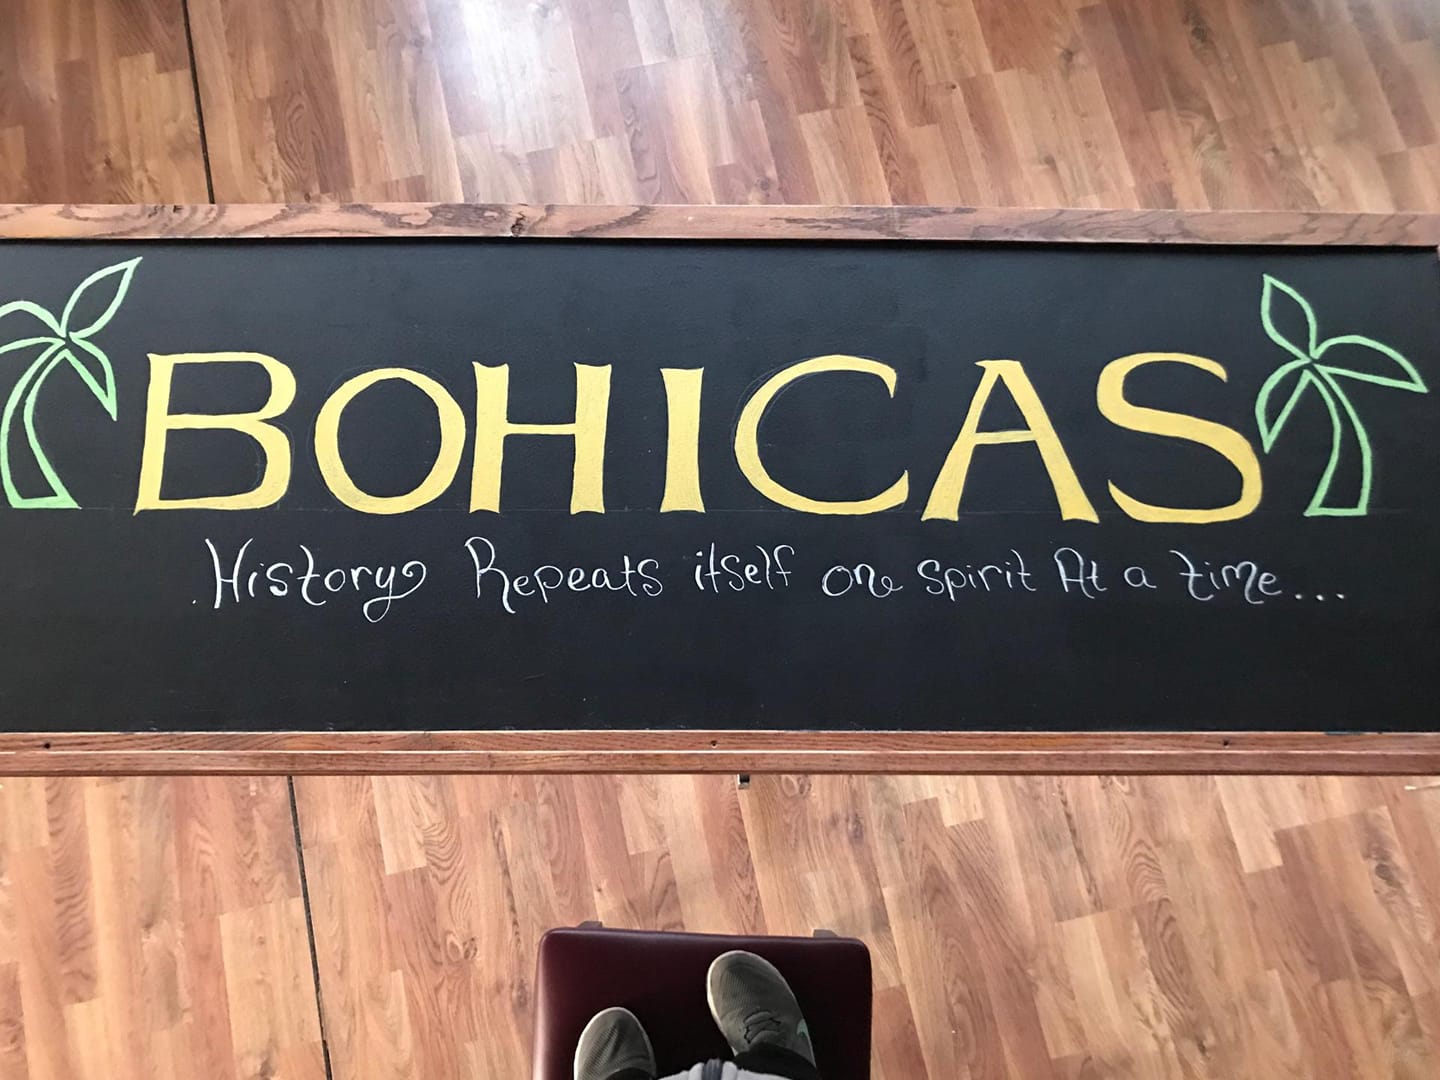 BOHICAS
History Repeats itself one spirit At a time...